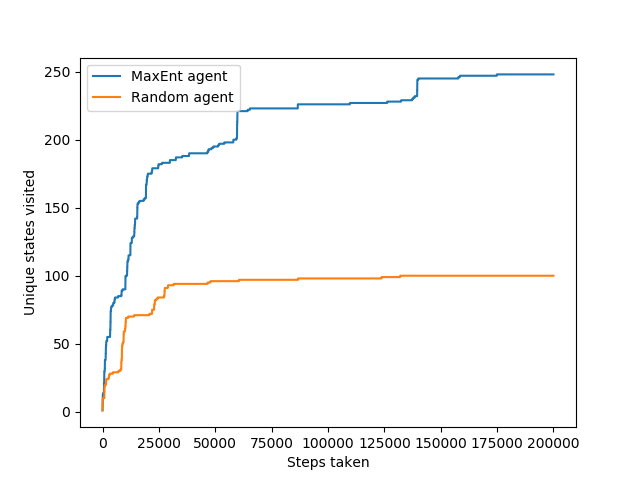 MaxEnt agent
Random agent
Unique states visited
250
200
150
100
50
0
0 25000 50000 75000 100000 125000 150000 175000 200000
Steps taken